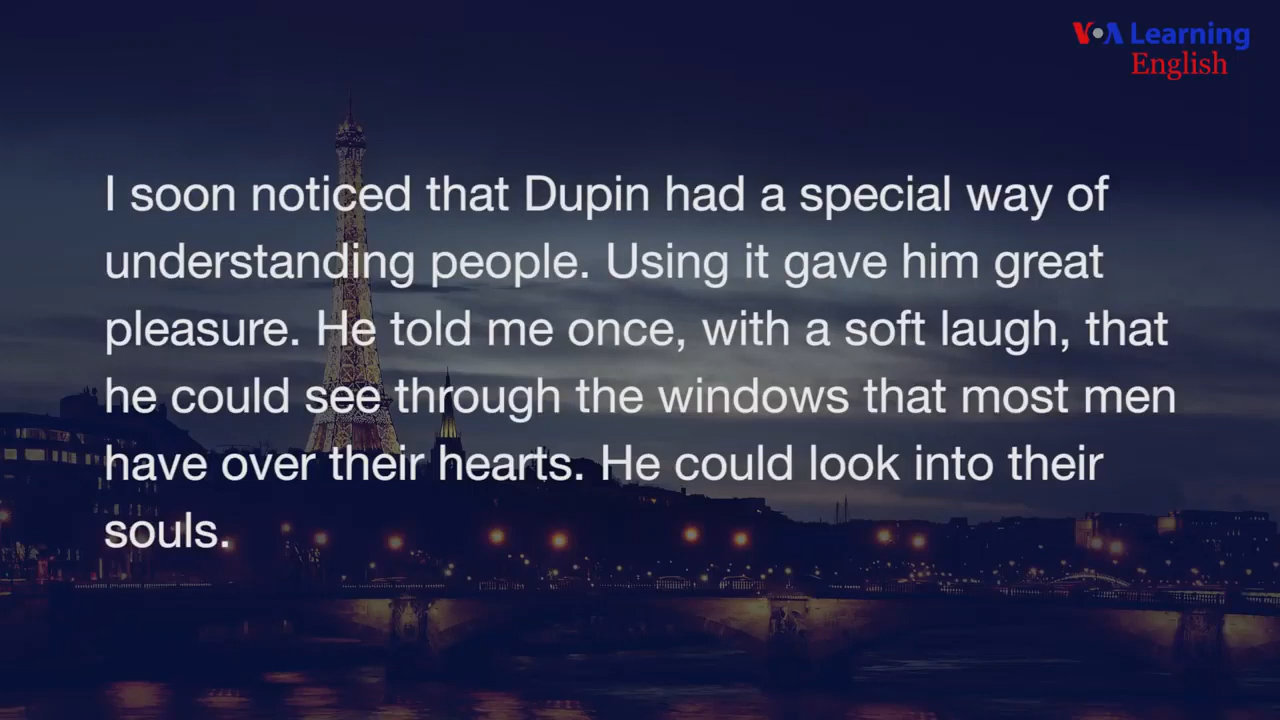 VOA Learning
English
I soon noticed that Dupin had a special way of
understanding people. Using it gave him great
pleasure. He told me once, with a soft laugh, that
he could see through the windows that most men
have over their hearts. He could look into their
souls.